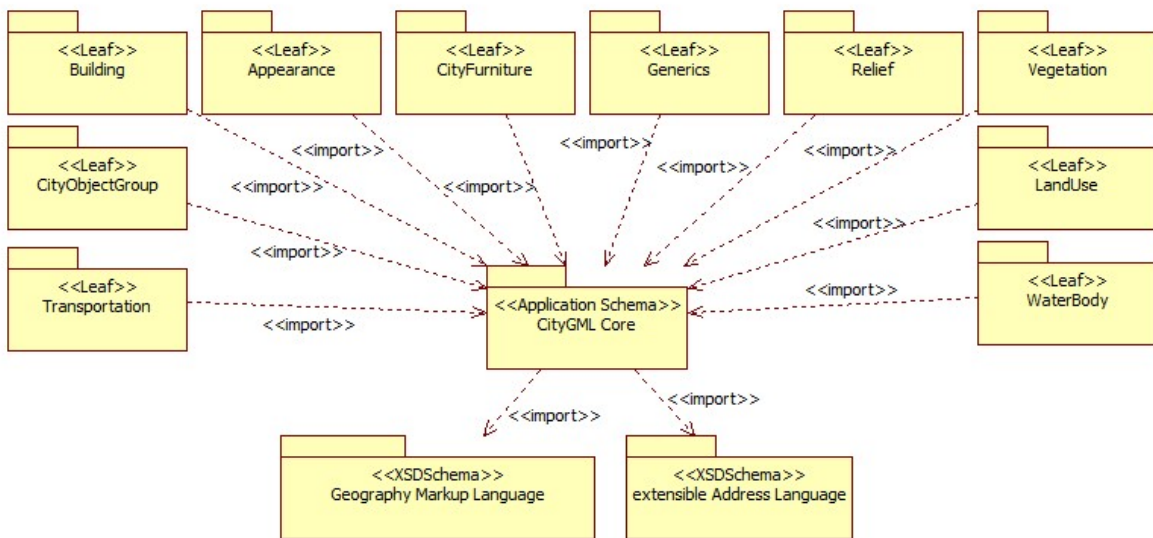 <<Leaf>>
Building
<<Leaf>>
Appearance
<<Leaf>>
CityFurniture
<<Leaf>>
Generics
<<Leaf>>
Relief
<<Leaf>>
Vegetation
<<import>>
<<import>>
<<import>>
<<import>>
<<Leaf>>
CityObjectGroup
<<import>>
<<import>>
<<Leaf>>
LandUse
<<import>>
<<import>>
<<Leaf>>
Transportation
<<import>>
<<Application Schema>>
CityGML Core
<<import>>
<<Leaf>>
WaterBody
<<import>>
<<import>>
<<XSDSchema>>
Geography Markup Language
<<XSDSchema>>
extensible Address Language